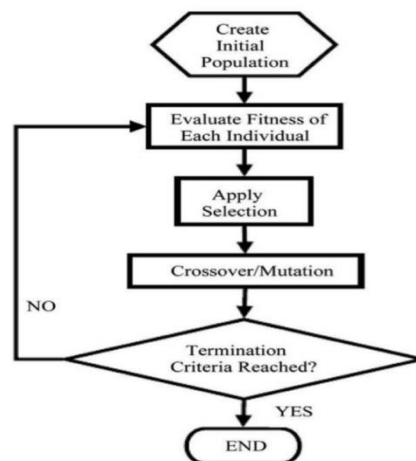 Create
Initial
Population
Evaluate Fitness of
Each Individual
Apply
Selection
Crossover/Mutation
NO
Termination
Criteria Reached?
YES
END